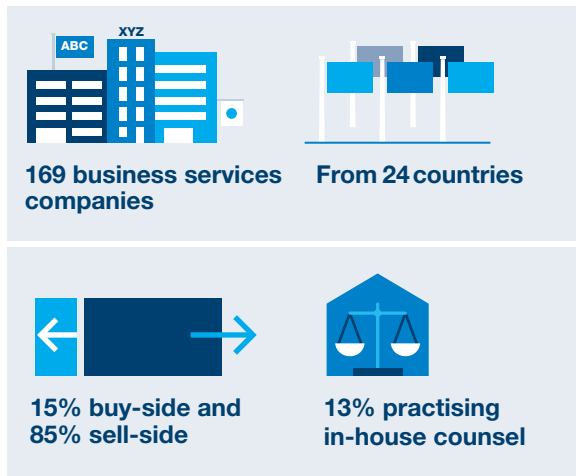 ABC
XYZ
169 business services
companies
From 24 countries
15% buy-side and
85% sell-side
13% practising
in-house counsel